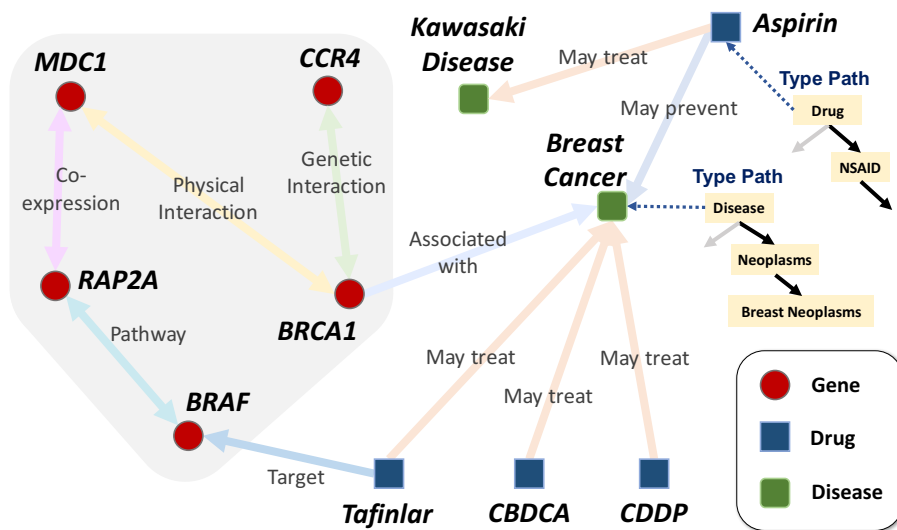 MDC1
CCR4
Kawasaki
Disease
Aspirin
May treat
Type Path
Drug
NSAID
May prevent
Co-
expression
Physical
Interaction
Genetic
Interaction
Breast
Cancer
Type Path
Disease
Neoplasms
Breast Neoplasms
Associated
with
RAP2A
BRCA1
Pathway
BRAF
May treat
May treat
May treat
Target
Tafinlar
CBDCA
CDDP
Gene
Drug
Disease